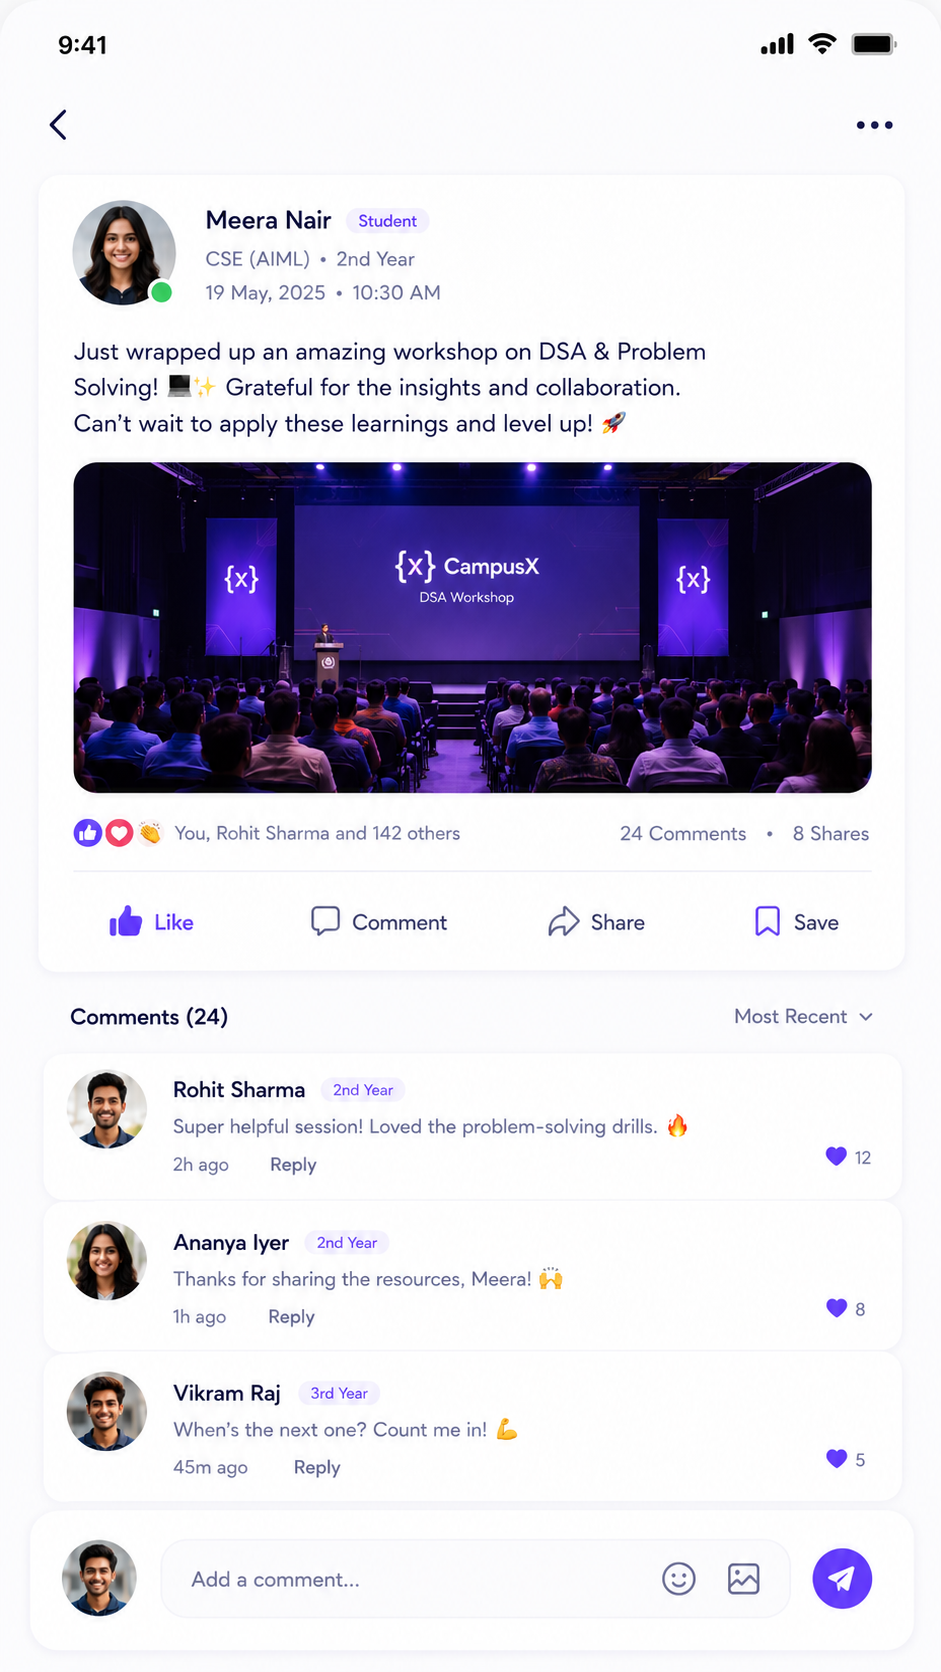 9:41
Meera Nair Student
CSE (AIML) • 2nd Year
19 May, 2025 • 10:30 AM
Just wrapped up an amazing workshop on DSA & Problem
Solving! 💻✨ Grateful for the insights and collaboration.
Can’t wait to apply these learnings and level up! 🚀
{x}
{x} CampusX
DSA Workshop
{x}
You, Rohit Sharma and 142 others
24 Comments • 8 Shares
Like
Comment
Share
Save
Comments (24)
Most Recent
Rohit Sharma 2nd Year
Super helpful session! Loved the problem-solving drills. 🔥
2h ago Reply
12
Ananya Iyer 2nd Year
Thanks for sharing the resources, Meera! 🙌
1h ago Reply
8
Vikram Raj 3rd Year
When’s the next one? Count me in! 💪
45m ago Reply
5
Add a comment...